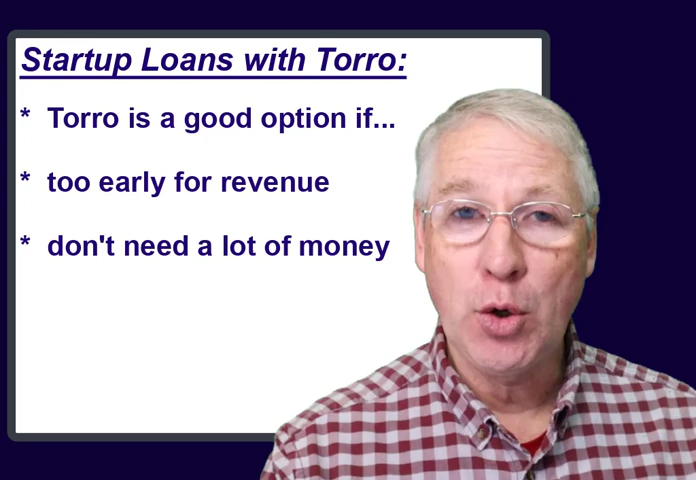 Startup Loans with Torro:
* Torro is a good option if...
* too early for revenue
* don't need a lot of money